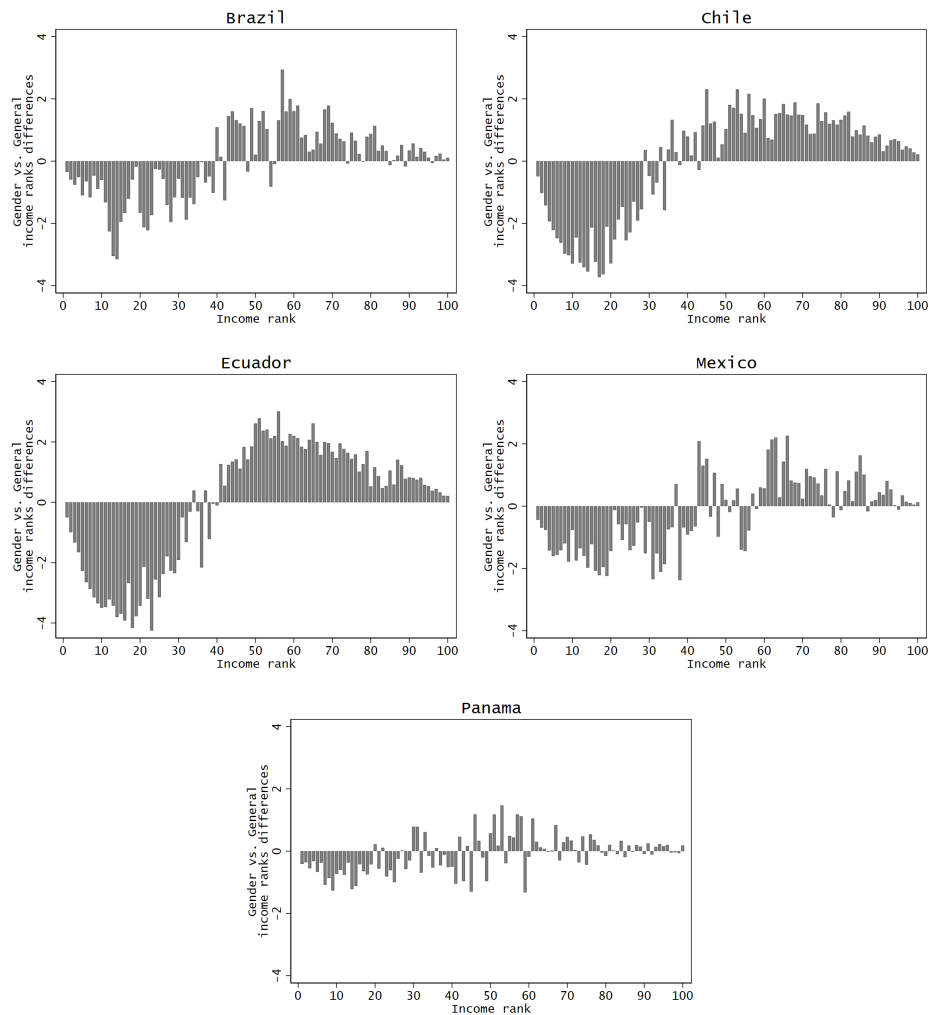 Brazil
Gender vs. General
income ranks differences
4
2
0
−2
−4
0 10 20 30 40 50 60 70 80 90 100
Income rank
Chile
Gender vs. General
income ranks differences
4
2
0
−2
−4
0 10 20 30 40 50 60 70 80 90 100
Income rank
Ecuador
Gender vs. General
income ranks differences
4
2
0
−2
−4
0 10 20 30 40 50 60 70 80 90 100
Income rank
Mexico
Gender vs. General
income ranks differences
4
2
0
−2
−4
0 10 20 30 40 50 60 70 80 90 100
Income rank
Panama
Gender vs. General
income ranks differences
4
2
0
−2
−4
0 10 20 30 40 50 60 70 80 90 100
Income rank